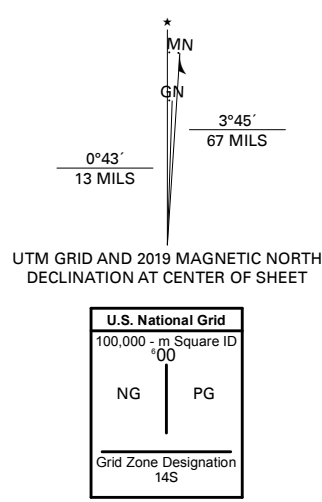 ★
MN
GN
3°45´
67 MILS
0°43´
13 MILS
UTM GRID AND 2019 MAGNETIC NORTH
DECLINATION AT CENTER OF SHEET
U.S. National Grid
100,000 - m Square ID
⁶00
NG PG
Grid Zone Designation
14S